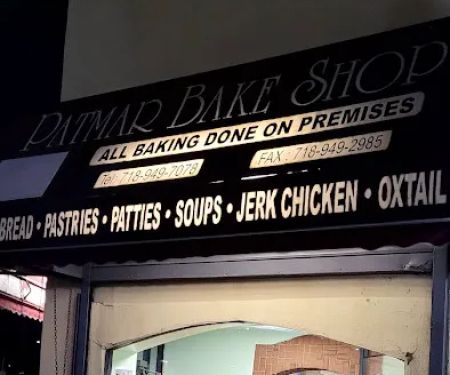 PATMAR BAKE SHOP
ALL BAKING DONE ON PREMISES
Tel: 718-949-7078 FAX: 718-949-2985
BREAD • PASTRIES • PATTIES • SOUPS • JERK CHICKEN • OXTAIL